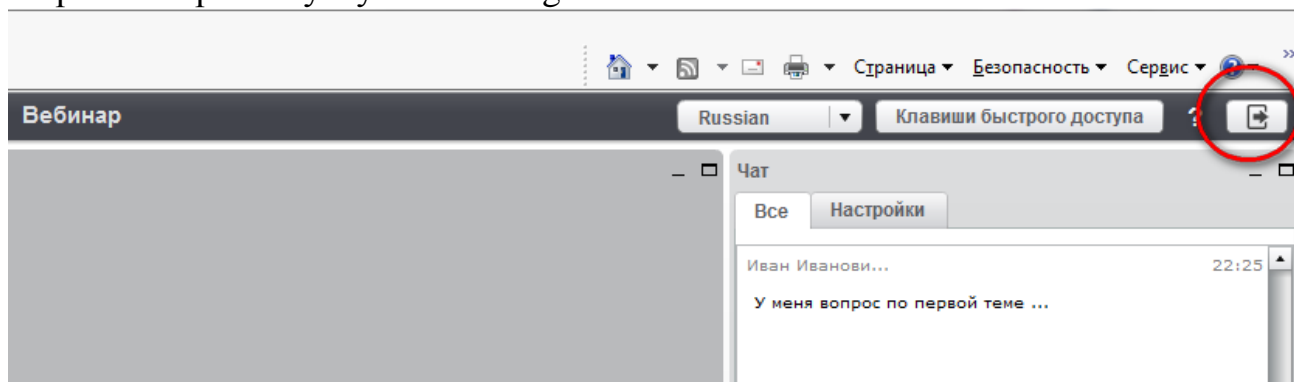 Страница Безопасность Сервис »
Вебинар Russian Клавиши быстрого доступа ?
Чат
Все Настройки
Иван Иванови... 22:25
У меня вопрос по первой теме ...